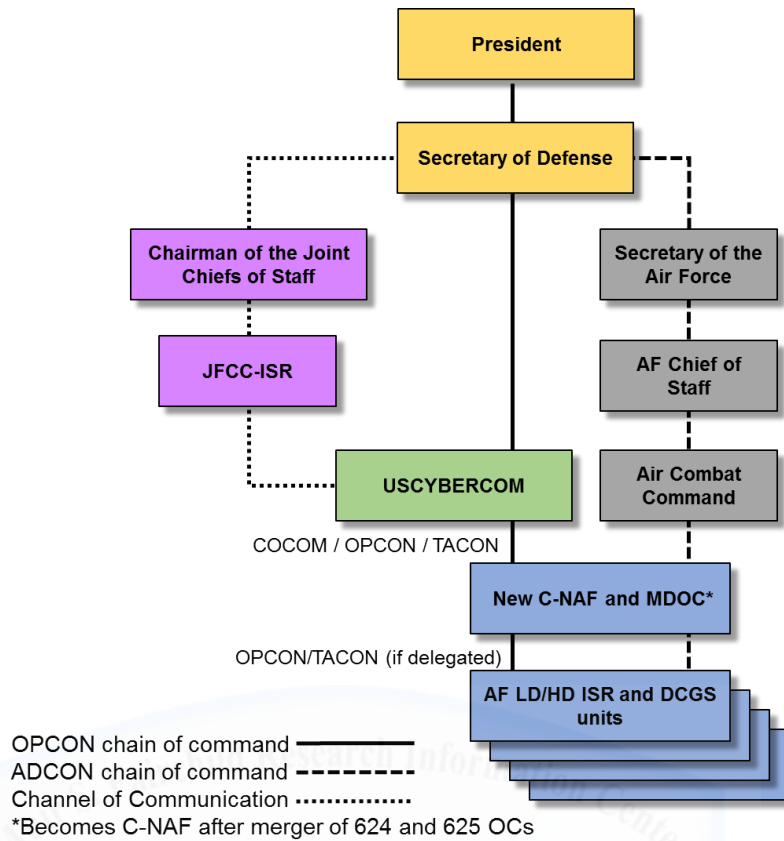 President
Secretary of Defense
Chairman of the Joint
Chiefs of Staff
Secretary of the
Air Force
JFCC-ISR
AF Chief of
Staff
USCYBERCOM
Air Combat
Command
COCOM / OPCON / TACON
New C-NAF and MDOC*
OPCON/TACON (if delegated)
AF LD/HD ISR and DCGS
units
OPCON chain of command
ADCON chain of command
Channel of Communication
*Becomes C-NAF after merger of 624 and 625 OCs
Research Information Center